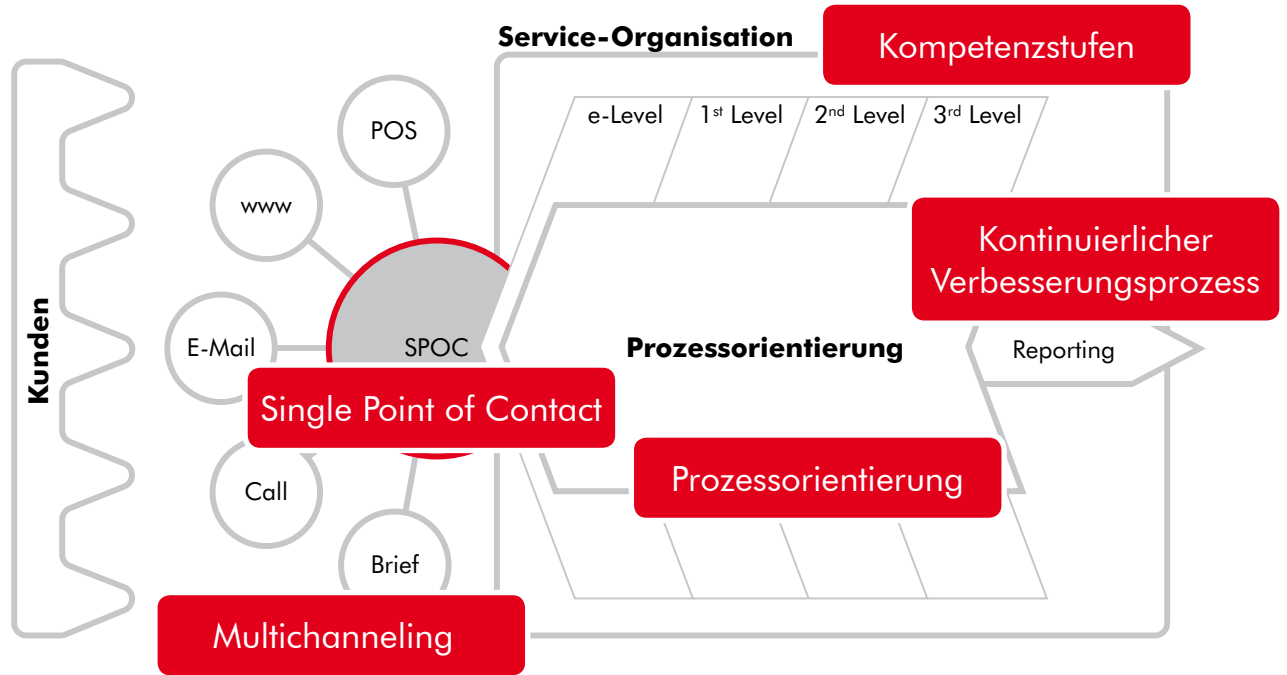 Service-Organisation
Kompetenzstufen
e-Level
1st Level
2nd Level
3rd Level
POS
www
Kontinuierlicher
Verbesserungsprozess
Kunden
E-Mail
SPOC
Prozessorientierung
Reporting
Single Point of Contact
Prozessorientierung
Call
Brief
Multichanneling